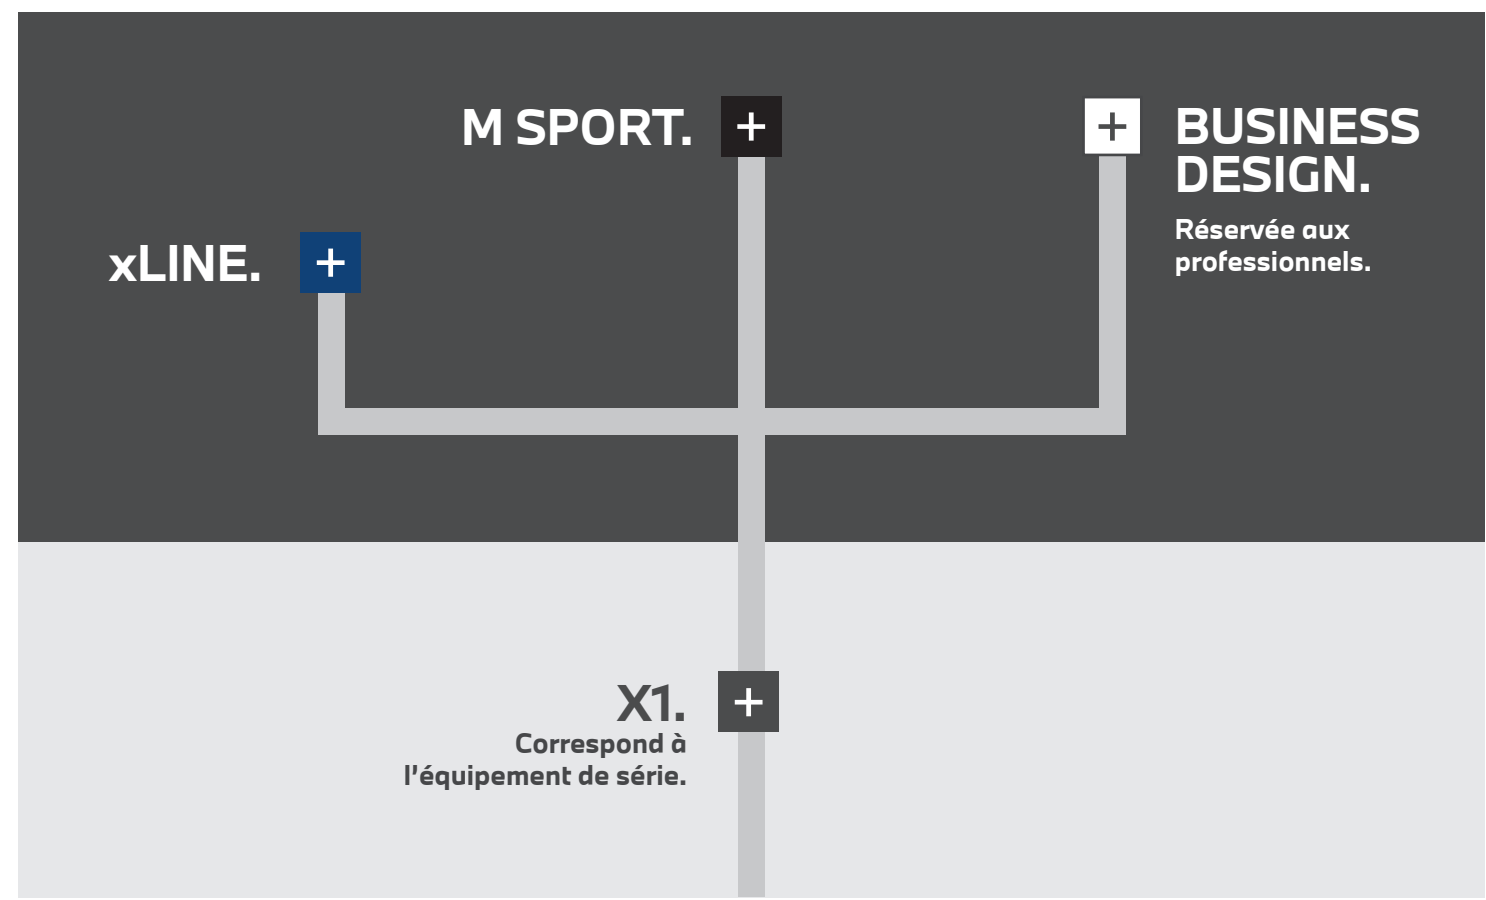 M SPORT.
BUSINESS
DESIGN.
Réservée aux
professionnels.
xLINE.
X1.
Correspond à
l’équipement de série.